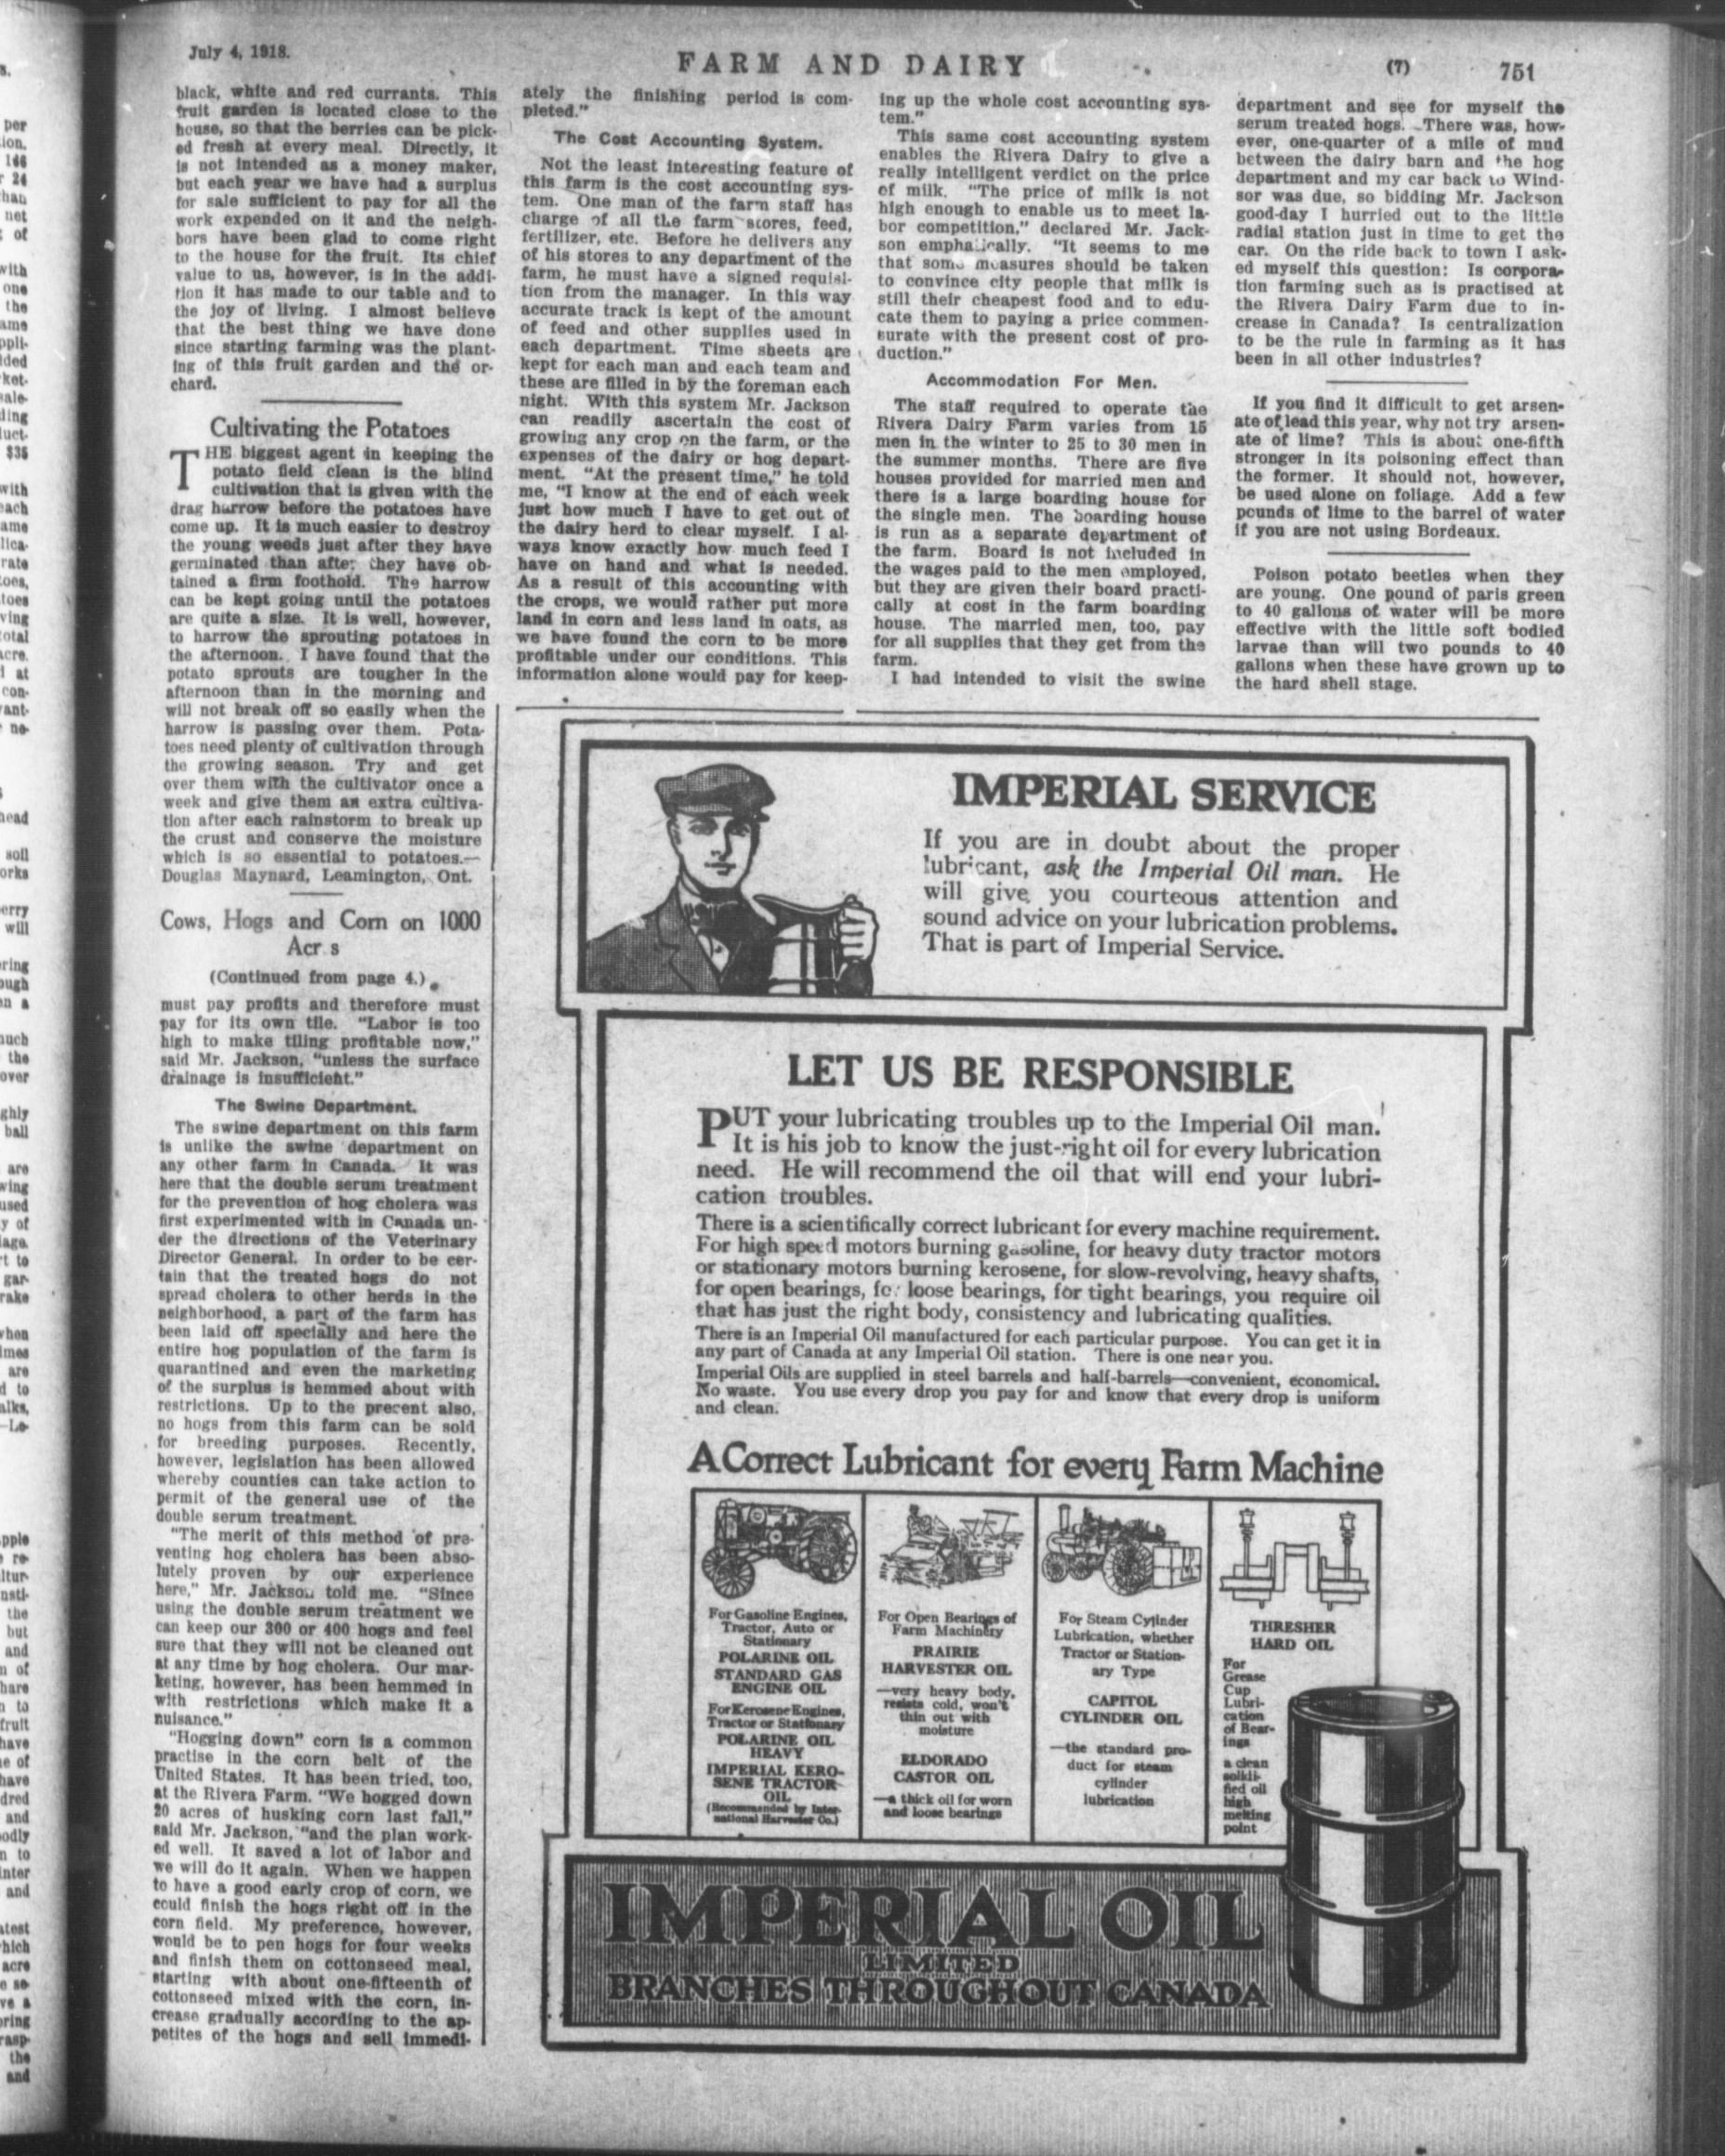 July 4, 1918.
FARM AND DAIRY
(7) 751
black, white and red currants. This
fruit garden is located close to the
house, so that the berries can be pick-
ed fresh at every meal. Directly, it
is not intended as a money maker,
but each year we have had a surplus
for sale sufficient to pay for all the
work expended on it and the neigh-
bors have been glad to come right
to the house for the fruit. Its chief
value to us, however, is in the addi-
tion it has made to our table and to
the joy of living. I almost believe
that the best thing we have done
since starting farming was the plant-
ing of this fruit garden and the or-
chard.
Cultivating the Potatoes
THE biggest agent in keeping the
potato field clean is the blind
cultivation that is given with the
drag harrow before the potatoes have
come up. It is much easier to destroy
the young weeds just after they have
germinated than after they have ob-
tained a firm foothold. The harrow
can be kept going until the potatoes
are quite a size. It is well, however,
to harrow the sprouting potatoes in
the afternoon. I have found that the
potato sprouts are tougher in the
afternoon than in the morning and
will not break off so easily when the
harrow is passing over them. Pota-
toes need plenty of cultivation through
the growing season. Try and get
over them with the cultivator once a
week and give them an extra cultiva-
tion after each rainstorm to break up
the crust and conserve the moisture
which is so essential to potatoes.—
Douglas Maynard, Leamington, Ont.
Cows, Hogs and Corn on 1000
Acr s
(Continued from page 4.)
must pay profits and therefore must
pay for its own tile. "Labor is too
high to make tiling profitable now,"
said Mr. Jackson, "unless the surface
drainage is insufficient."
The Swine Department.
The swine department on this farm
is unlike the swine department on
any other farm in Canada. It was
here that the double serum treatment
for the prevention of hog cholera was
first experimented with in Canada un-
der the directions of the Veterinary
Director General. In order to be cer-
tain that the treated hogs do not
spread cholera to other herds in the
neighborhood, a part of the farm has
been laid off specially and here the
entire hog population of the farm is
quarantined and even the marketing
of the surplus is hemmed about with
restrictions. Up to the precent also,
no hogs from this farm can be sold
for breeding purposes. Recently,
however, legislation has been allowed
whereby counties can take action to
permit of the general use of the
double serum treatment.
"The merit of this method of pre-
venting hog cholera has been abso-
lutely proven by our experience
here," Mr. Jackson told me. "Since
using the double serum treatment we
can keep our 300 or 400 hogs and feel
sure that they will not be cleaned out
at any time by hog cholera. Our mar-
keting, however, has been hemmed in
with restrictions which make it a
nuisance."
"Hogging down" corn is a common
practise in the corn belt of the
United States. It has been tried, too,
at the Rivera Farm. "We hogged down
20 acres of husking corn last fall,"
said Mr. Jackson, "and the plan work-
ed well. It saved a lot of labor and
we will do it again. When we happen
to have a good early crop of corn, we
could finish the hogs right off in the
corn field. My preference, however,
would be to pen hogs for four weeks
and finish them on cottonseed meal,
starting with about one-fifteenth of
cottonseed mixed with the corn, in-
crease gradually according to the ap-
petites of the hogs and sell immedi-
ately the finishing period is com-
pleted."
The Cost Accounting System.
Not the least interesting feature of
this farm is the cost accounting sys-
tem. One man of the farm staff has
charge of all the farm stores, feed,
fertilizer, etc. Before he delivers any
of his stores to any department of the
farm, he must have a signed requisi-
tion from the manager. In this way
accurate track is kept of the amount
of feed and other supplies used in
each department. Time sheets are
kept for each man and each team and
these are filled in by the foreman each
night. With this system Mr. Jackson
can readily ascertain the cost of
growing any crop on the farm, or the
expenses of the dairy or hog depart-
ment. "At the present time," he told
me, "I know at the end of each week
just how much I have to get out of
the dairy herd to clear myself. I al-
ways know exactly how much feed I
have on hand and what is needed.
As a result of this accounting with
the crops, we would rather put more
land in corn and less land in oats, as
we have found the corn to be more
profitable under our conditions. This
information alone would pay for keep-
ing up the whole cost accounting sys-
tem."
This same cost accounting system
enables the Rivera Dairy to give a
really intelligent verdict on the price
of milk. "The price of milk is not
high enough to enable us to meet la-
bor competition," declared Mr. Jack-
son emphatically. "It seems to me
that some measures should be taken
to convince city people that milk is
still their cheapest food and to edu-
cate them to paying a price commen-
surate with the present cost of pro-
duction."
Accommodation For Men.
The staff required to operate the
Rivera Dairy Farm varies from 15
men in the winter to 25 to 30 men in
the summer months. There are five
houses provided for married men and
there is a large boarding house for
the single men. The boarding house
is run as a separate department of
the farm. Board is not included in
the wages paid to the men employed,
but they are given their board practi-
cally at cost in the farm boarding
house. The married men, too, pay
for all supplies that they get from the
farm.
I had intended to visit the swine
department and see for myself the
serum treated hogs. There was, how-
ever, one-quarter of a mile of mud
between the dairy barn and the hog
department and my car back to Wind-
sor was due, so bidding Mr. Jackson
good-day I hurried out to the little
radial station just in time to get the
car. On the ride back to town I ask-
ed myself this question: Is corpora-
tion farming such as is practised at
the Rivera Dairy Farm due to in-
crease in Canada? Is centralization
to be the rule in farming as it has
been in all other industries?
If you find it difficult to get arsen-
ate of lead this year, why not try arsen-
ate of lime? This is about one-fifth
stronger in its poisoning effect than
the former. It should not, however,
be used alone on foliage. Add a few
pounds of lime to the barrel of water
if you are not using Bordeaux.
Poison potato beetles when they
are young. One pound of paris green
to 40 gallons of water will be more
effective with the little soft bodied
larvae than will two pounds to 40
gallons when these have grown up to
the hard shell stage.
IMPERIAL SERVICE
If you are in doubt about the proper
lubricant, ask the Imperial Oil man. He
will give you courteous attention and
sound advice on your lubrication problems.
That is part of Imperial Service.
LET US BE RESPONSIBLE
PUT your lubricating troubles up to the Imperial Oil man.
It is his job to know the just-right oil for every lubrication
need. He will recommend the oil that will end your lubri-
cation troubles.
There is a scientifically correct lubricant for every machine requirement.
For high speed motors burning gasoline, for heavy duty tractor motors
or stationary motors burning kerosene, for slow-revolving, heavy shafts,
for open bearings, for loose bearings, for tight bearings, you require oil
that has just the right body, consistency and lubricating qualities.
There is an Imperial Oil manufactured for each particular purpose. You can get it in
any part of Canada at any Imperial Oil station. There is one near you.
Imperial Oils are supplied in steel barrels and half-barrels—convenient, economical.
No waste. You use every drop you pay for and know that every drop is uniform
and clean.
A Correct Lubricant for every Farm Machine
For Gasoline Engines,
Tractor, Auto or
Stationary
POLARINE OIL
STANDARD GAS
ENGINE OIL
For Kerosene Engines,
Tractor or Stationary
POLARINE OIL
HEAVY
IMPERIAL KERO-
SENE TRACTOR
OIL
(Recommended by Inter-
national Harvester Co.)
For Open Bearings of
Farm Machinery
PRAIRIE
HARVESTER OIL
—very heavy body,
resists cold, won't
thin out with
moisture
ELDORADO
CASTOR OIL
—a thick oil for worn
and loose bearings
For Steam Cylinder
Lubrication, whether
Tractor or Station-
ary Type
CAPITOL
CYLINDER OIL
—the standard pro-
duct for steam
cylinder
lubrication
THRESHER
HARD OIL
For
Grease
Cup
Lubri-
cation
of Bear-
ings
a clean
solidi-
fied oil
high
melting
point
IMPERIAL OIL
LIMITED
BRANCHES THROUGHOUT CANADA